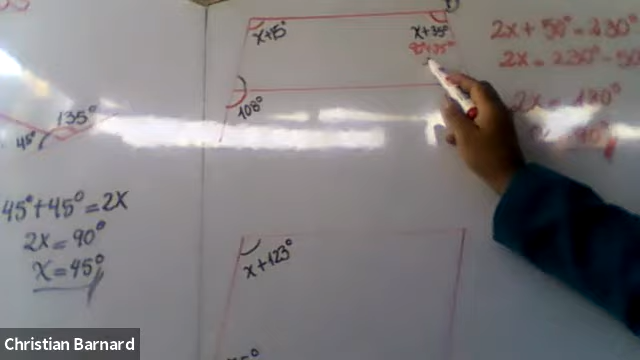 135°
45°
45°+45°=2X
2X=90°
X=45°
X+15°
X+35°
108°
2X+50°=230°
2X=230°-50
2X=180°
X+123°
Christian Barnard